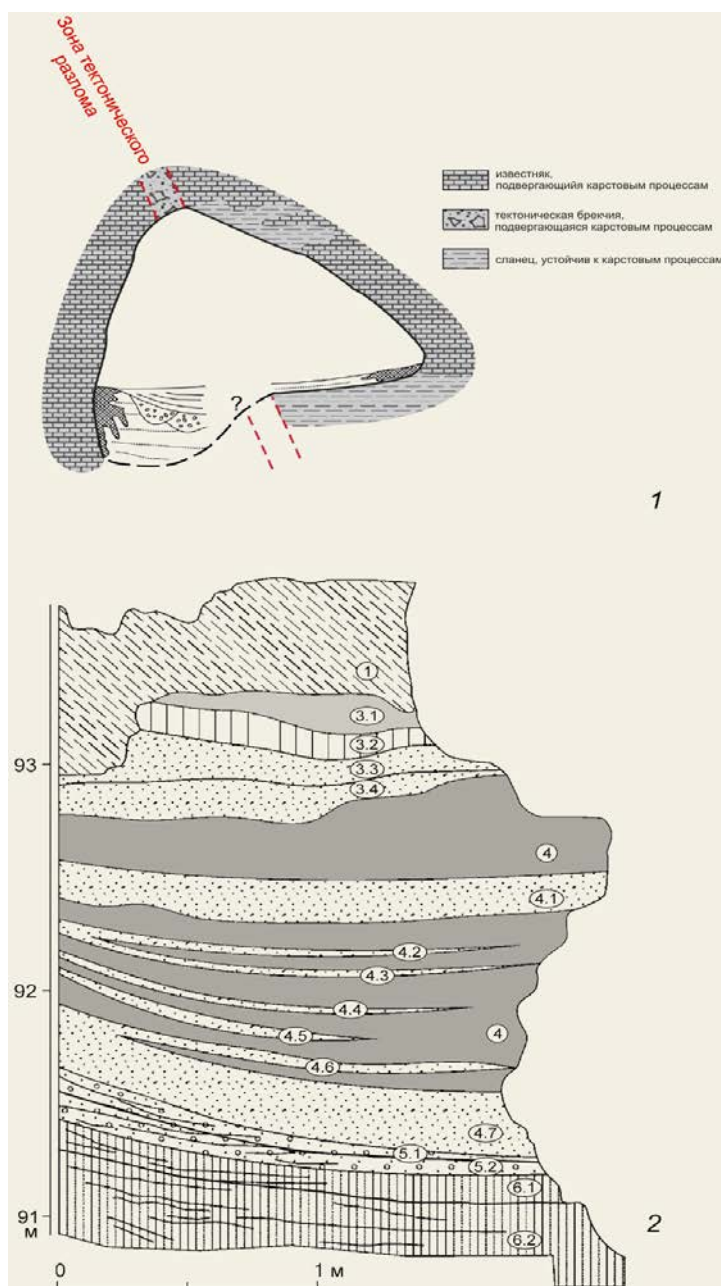 Зона тектонического
разлома
известняк,
подвергающийя карстовым процессам
тектоническая брекчия,
подвергающаяся карстовым процессам
сланец, устойчив к карстовым процессам
?
1
1
3.1
3.2
93
3.3
3.4
4
4.1
4.2
4.3
92
4.4
4.5
4
4.6
4.7
5.1
5.2
6.1
91
м
6.2
2
0
1 м